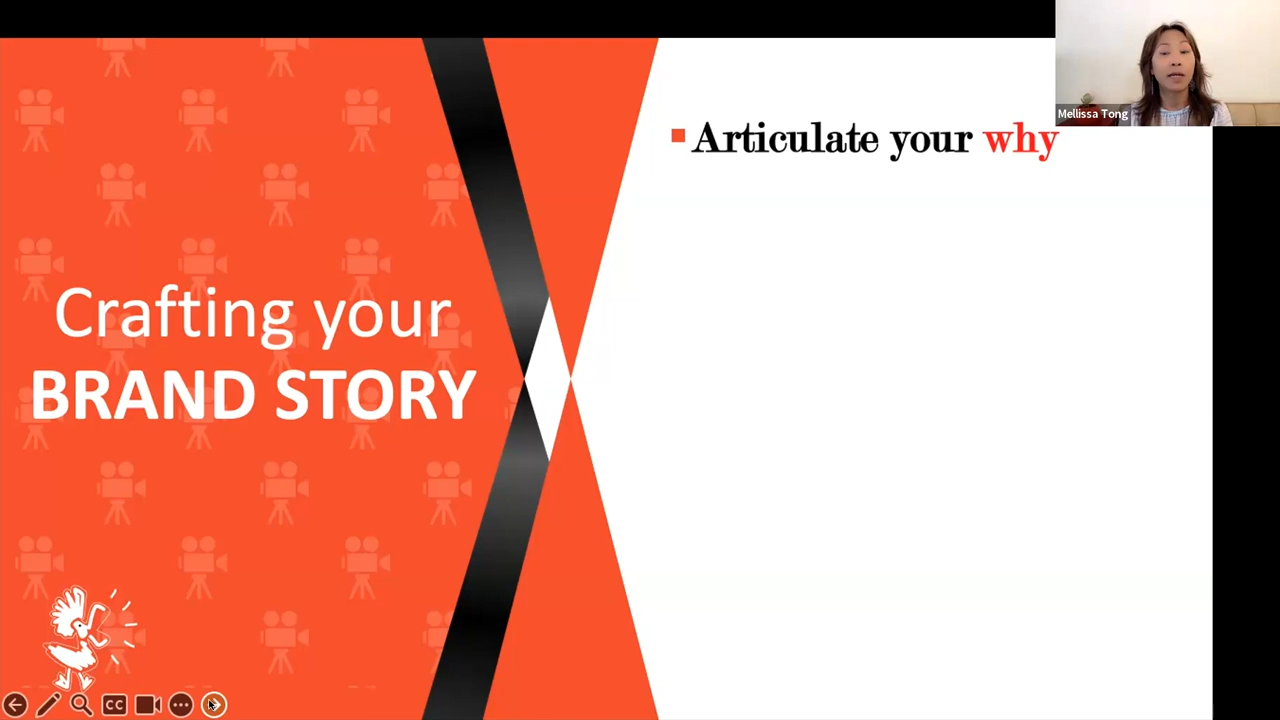 Mellissa Tong
Articulate your why
Crafting your
BRAND STORY
CC